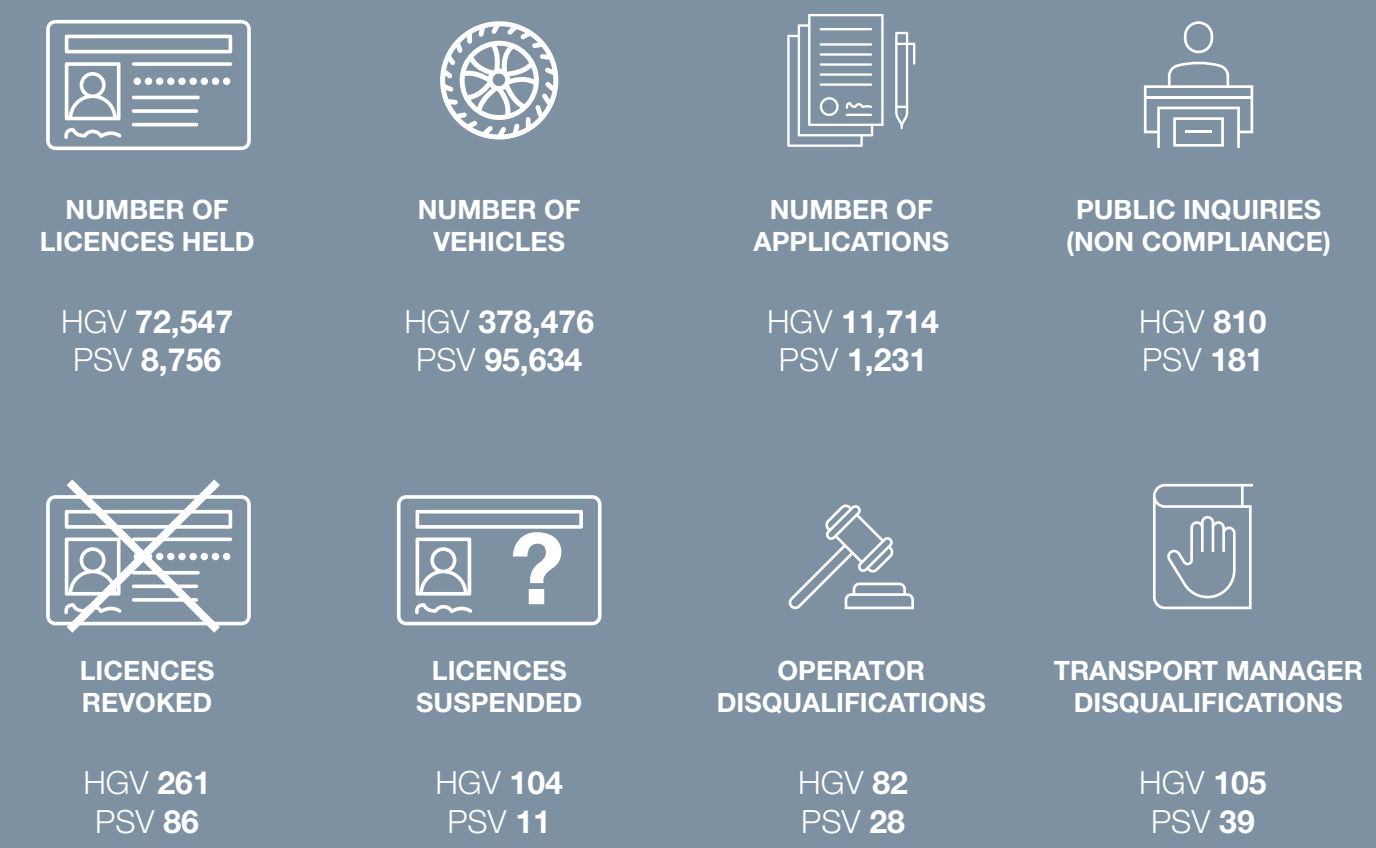 NUMBER OF
LICENCES HELD
HGV 72,547
PSV 8,756
NUMBER OF
VEHICLES
HGV 378,476
PSV 95,634
NUMBER OF
APPLICATIONS
HGV 11,714
PSV 1,231
PUBLIC INQUIRIES
(NON COMPLIANCE)
HGV 810
PSV 181
LICENCES
REVOKED
HGV 261
PSV 86
?
LICENCES
SUSPENDED
HGV 104
PSV 11
OPERATOR
DISQUALIFICATIONS
HGV 82
PSV 28
TRANSPORT MANAGER
DISQUALIFICATIONS
HGV 105
PSV 39